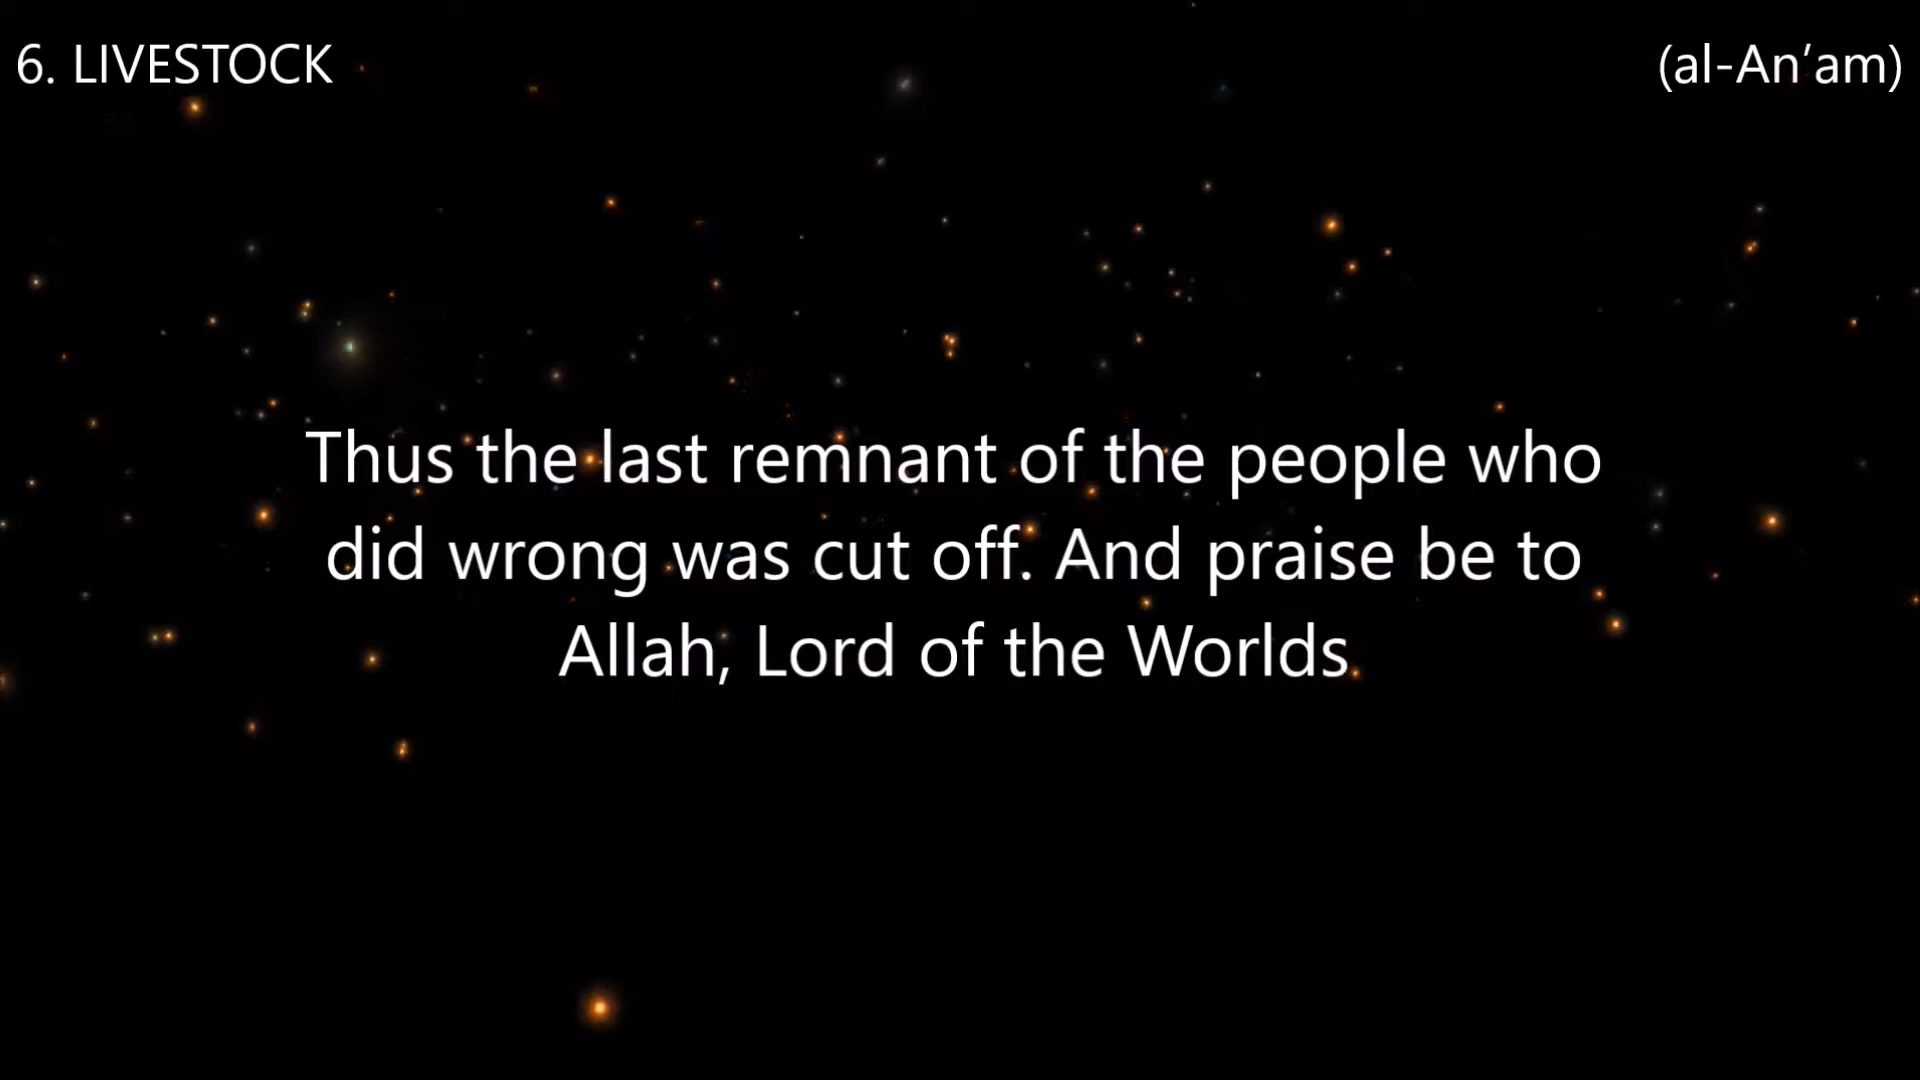 6. LIVESTOCK
(al-An’am)
Thus the last remnant of the people who
did wrong was cut off. And praise be to
Allah, Lord of the Worlds.